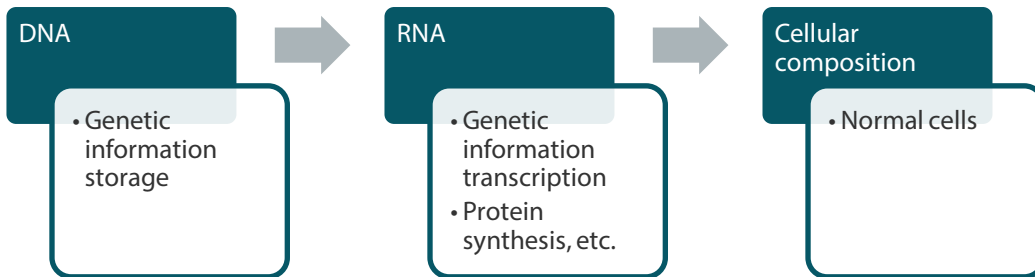 DNA
• Genetic
information
storage
RNA
• Genetic
information
transcription
• Protein
synthesis, etc.
Cellular
composition
• Normal cells